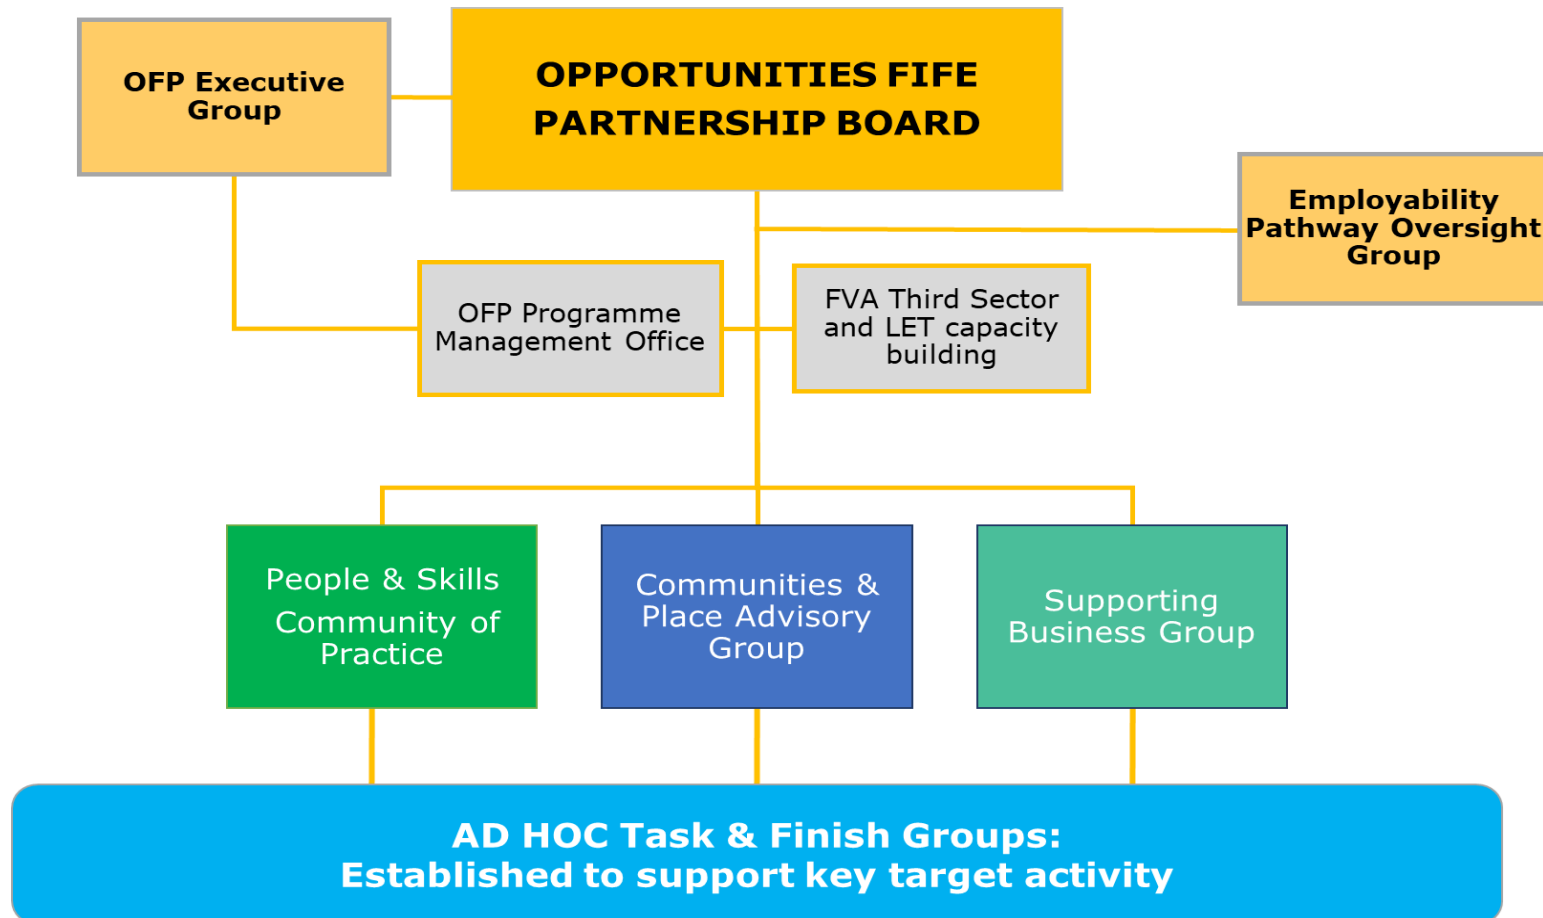 OFP Executive
Group
OPPORTUNITIES FIFE
PARTNERSHIP BOARD
Employability
Pathway Oversight
Group
OFP Programme
Management Office
FVA Third Sector
and LET capacity
building
People & Skills
Community of
Practice
Communities &
Place Advisory
Group
Supporting
Business Group
AD HOC Task & Finish Groups:
Established to support key target activity